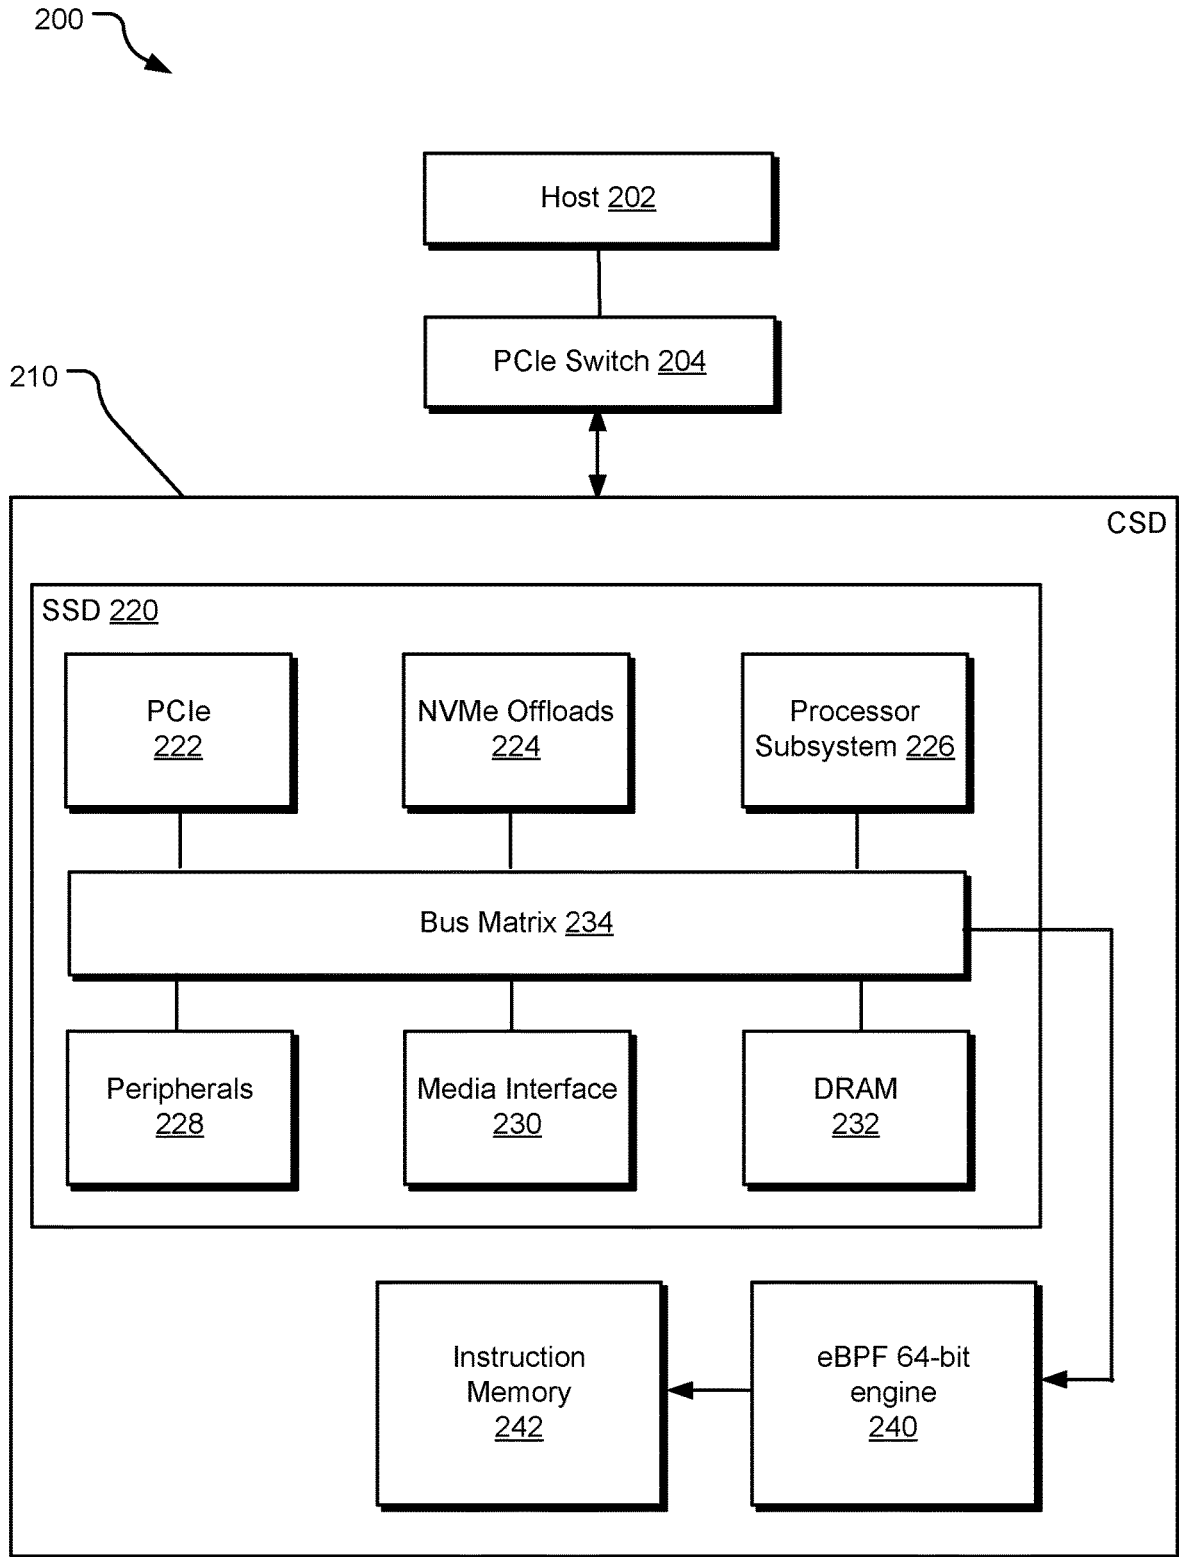 200
Host 202
PCIe Switch 204
210
CSD
SSD 220
PCIe
222
NVMe Offloads
224
Processor
Subsystem 226
Bus Matrix 234
Peripherals
228
Media Interface
230
DRAM
232
Instruction
Memory
242
eBPF 64-bit
engine
240